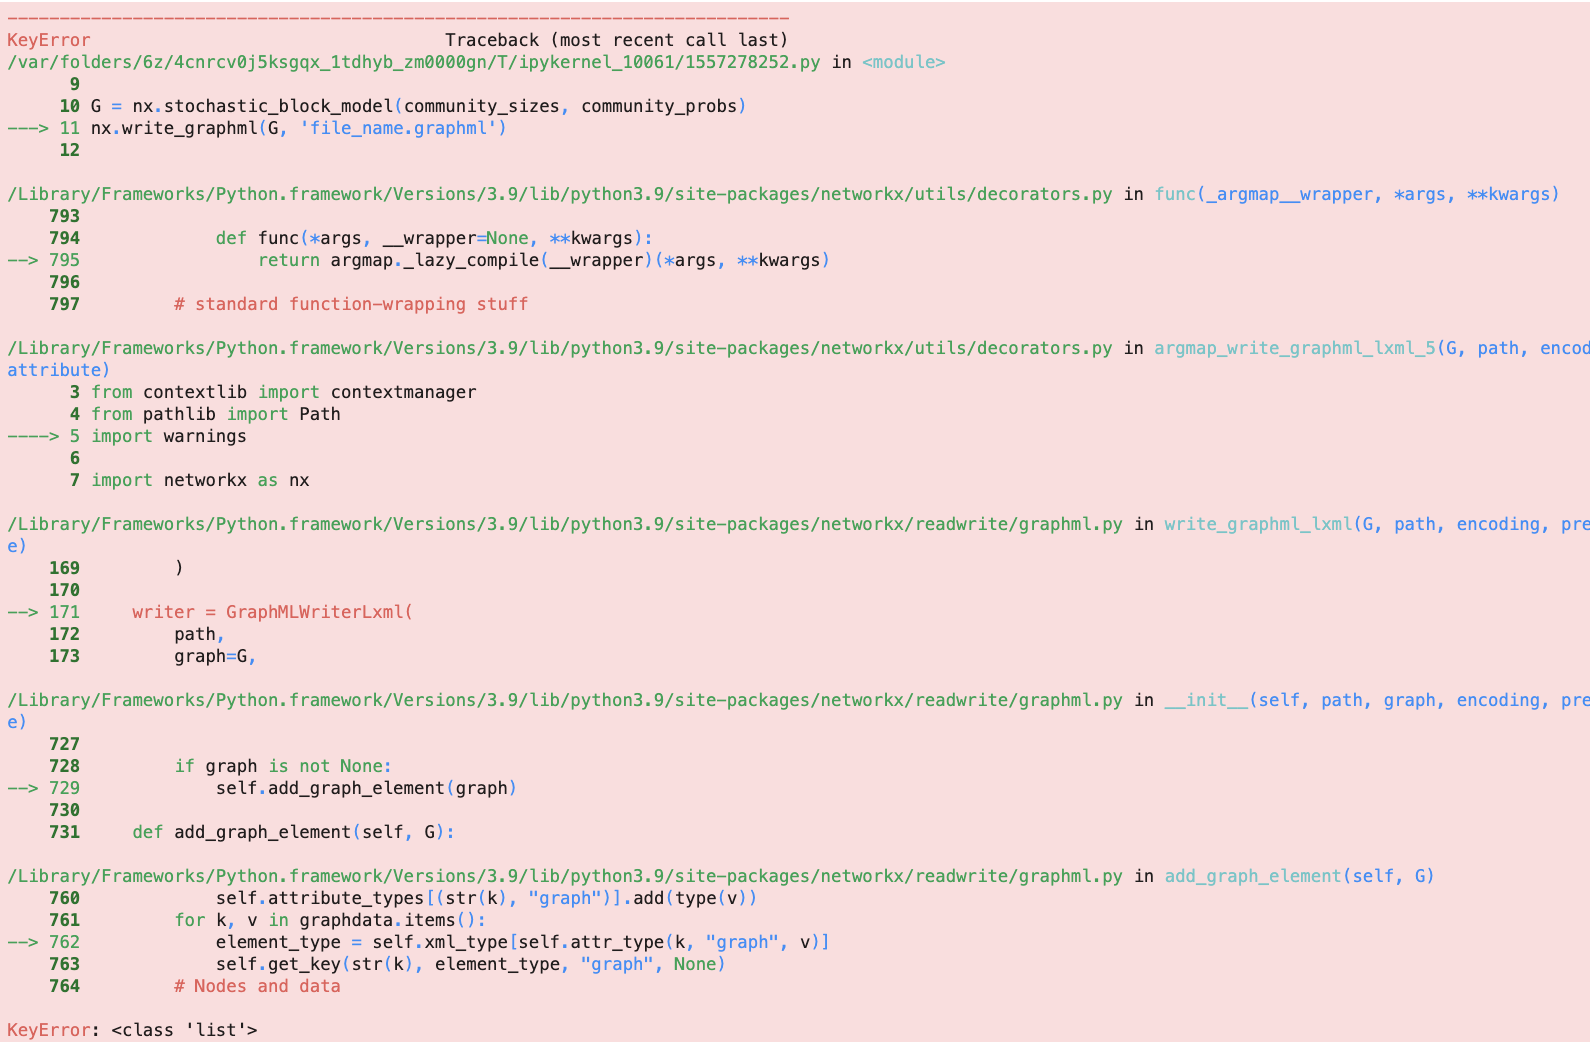 ---------------------------------------------------------------------------
KeyError                                  Traceback (most recent call last)
/var/folders/6z/4cnrcv0j5ksgqx_1tdhyb_zm0000gn/T/ipykernel_10061/1557278252.py in <module>
      9
     10 G = nx.stochastic_block_model(community_sizes, community_probs)
---> 11 nx.write_graphml(G, 'file_name.graphml')
     12
/Library/Frameworks/Python.framework/Versions/3.9/lib/python3.9/site-packages/networkx/utils/decorators.py in func(_argmap__wrapper, *args, **kwargs)
    793
    794             def func(*args, __wrapper=None, **kwargs):
--> 795                 return argmap._lazy_compile(__wrapper)(*args, **kwargs)
    796
    797         # standard function-wrapping stuff
/Library/Frameworks/Python.framework/Versions/3.9/lib/python3.9/site-packages/networkx/utils/decorators.py in argmap_write_graphml_lxml_5(G, path, encod
attribute)
      3 from contextlib import contextmanager
      4 from pathlib import Path
----> 5 import warnings
      6
      7 import networkx as nx
/Library/Frameworks/Python.framework/Versions/3.9/lib/python3.9/site-packages/networkx/readwrite/graphml.py in write_graphml_lxml(G, path, encoding, pre
e)
    169         )
    170
--> 171     writer = GraphMLWriterLxml(
    172         path,
    173         graph=G,
/Library/Frameworks/Python.framework/Versions/3.9/lib/python3.9/site-packages/networkx/readwrite/graphml.py in __init__(self, path, graph, encoding, pre
e)
    727
    728         if graph is not None:
--> 729             self.add_graph_element(graph)
    730
    731     def add_graph_element(self, G):
/Library/Frameworks/Python.framework/Versions/3.9/lib/python3.9/site-packages/networkx/readwrite/graphml.py in add_graph_element(self, G)
    760             self.attribute_types[(str(k), "graph")].add(type(v))
    761         for k, v in graphdata.items():
--> 762             element_type = self.xml_type[self.attr_type(k, "graph", v)]
    763             self.get_key(str(k), element_type, "graph", None)
    764         # Nodes and data
KeyError: <class 'list'>